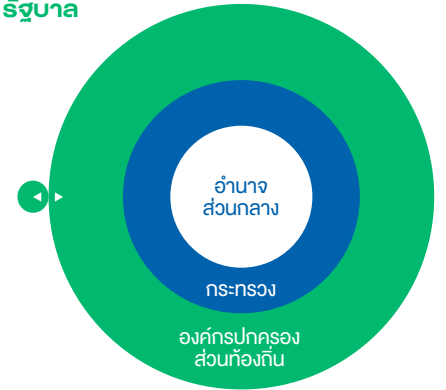 รัฐบาล
อำนาจ
ส่วนกลาง
กระทรวง
องค์กรปกครอง
ส่วนท้องถิ่น